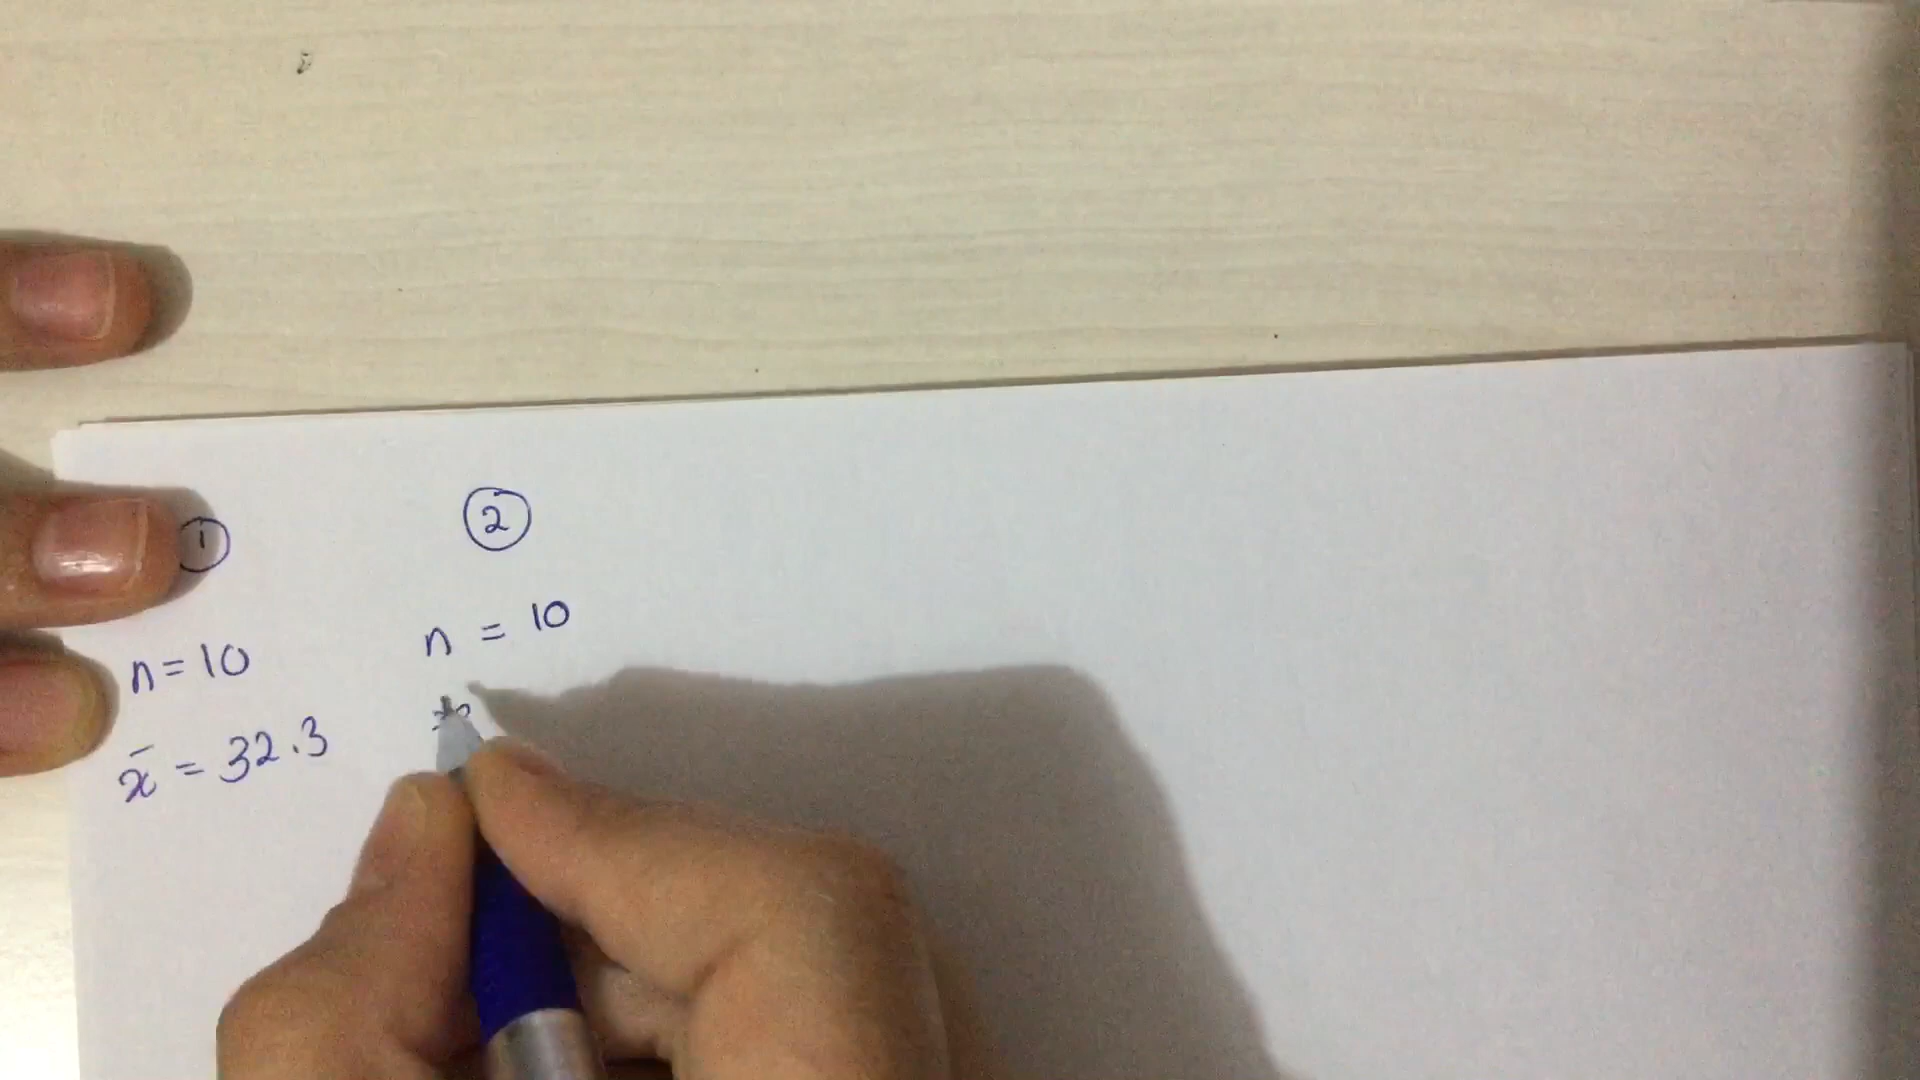 ① ②
n = 10 n = 10
x̄ = 32.3